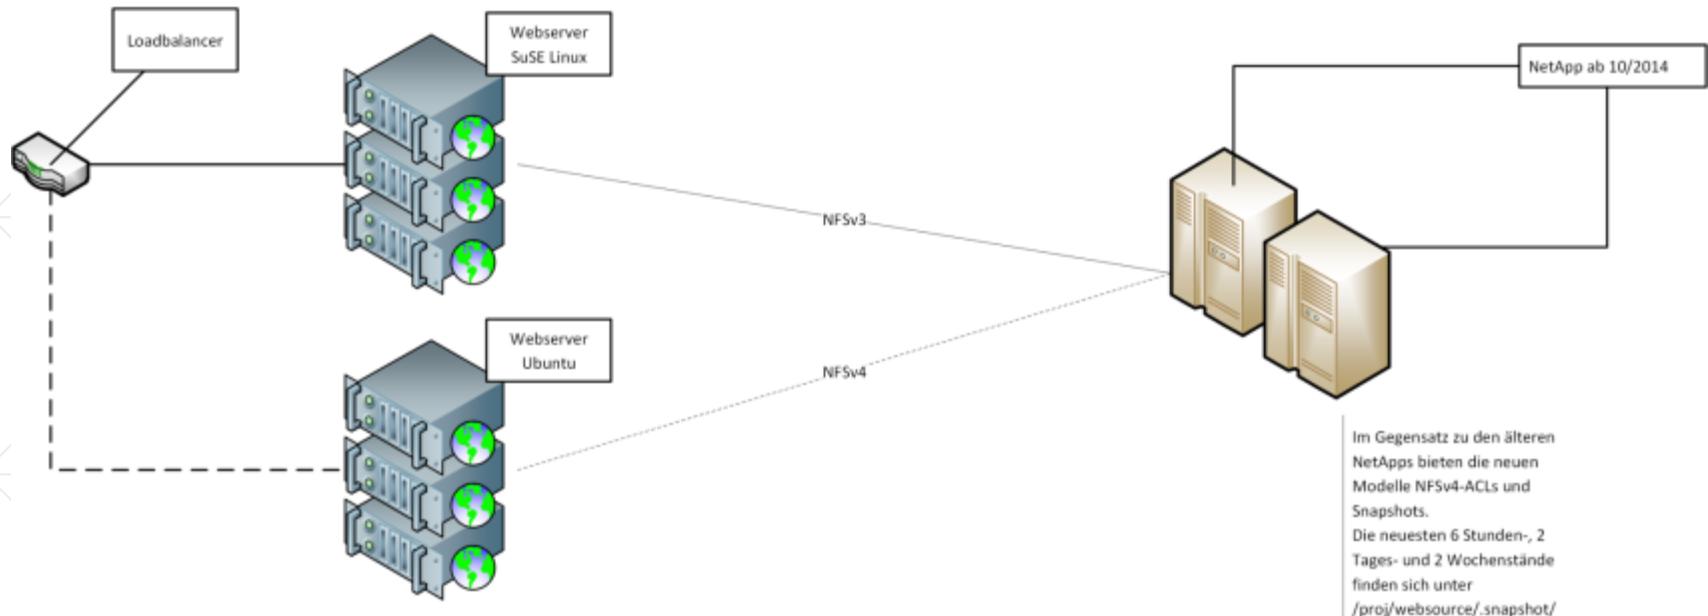 Loadbalancer
Webserver
SuSE Linux
NetApp ab 10/2014
NFSv3
Webserver
Ubuntu
NFSv4
Im Gegensatz zu den älteren
NetApps bieten die neuen
Modelle NFSv4-ACLs und
Snapshots.
Die neuesten 6 Stunden-, 2
Tages- und 2 Wochenstände
finden sich unter
/proj/websource/.snapshot/